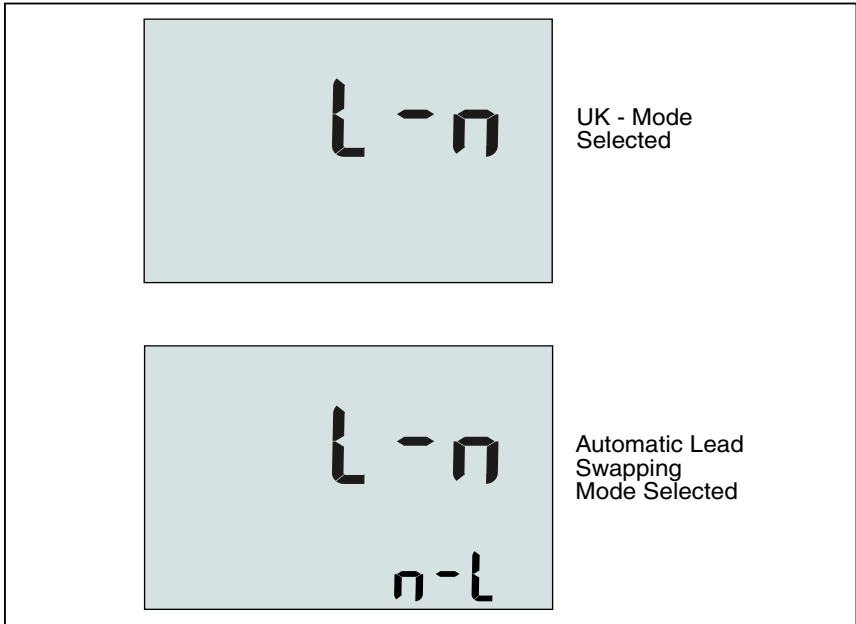 L-n
UK - Mode
Selected
L-n
Automatic Lead
Swapping
Mode Selected
n-L